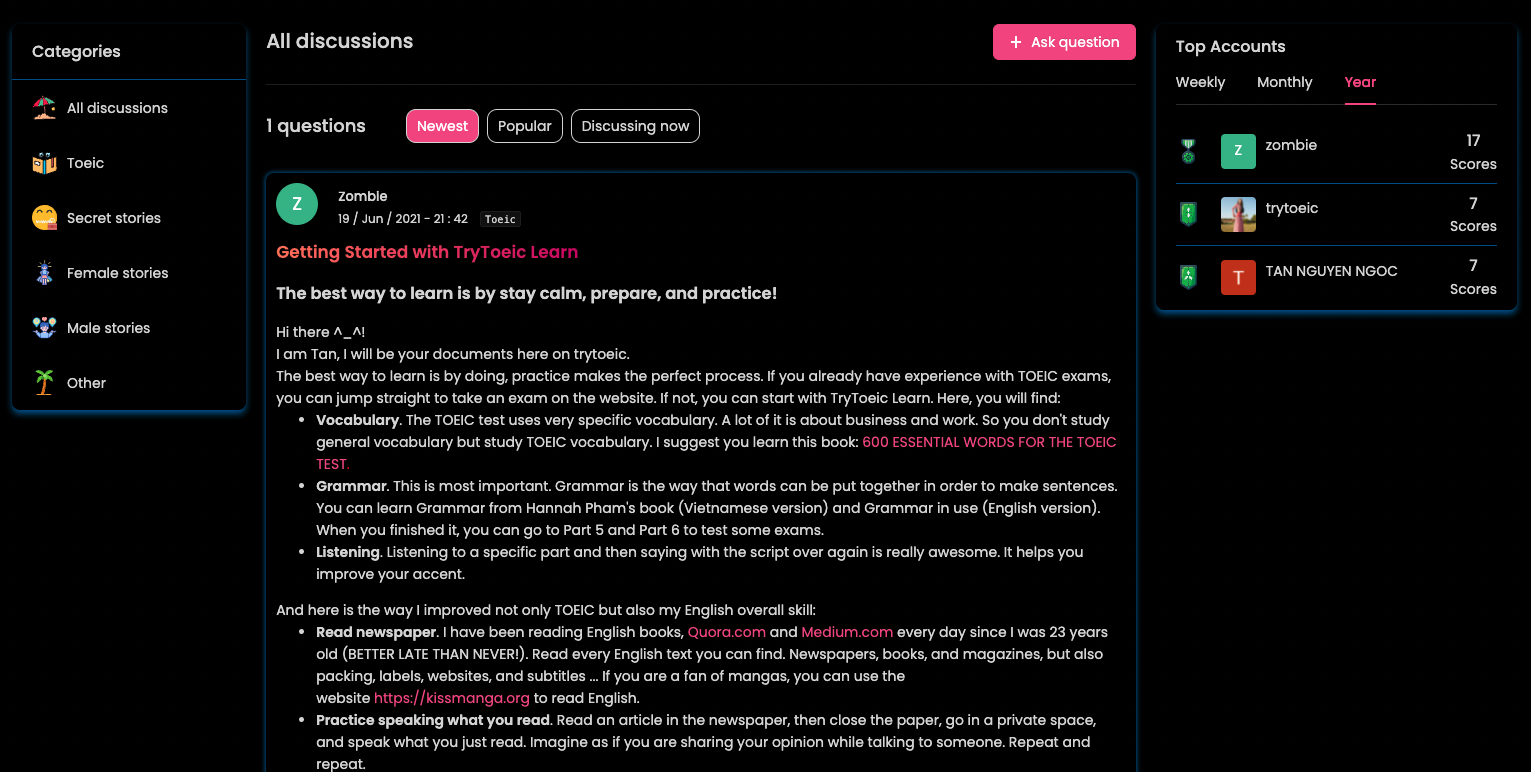 Categories
All discussions
Toeic
Secret stories
Female stories
Male stories
Other
All discussions
+ Ask question
1 questions
Newest
Popular
Discussing now
Z
Zombie
19 / Jun / 2021 - 21 : 42
Toeic
Getting Started with TryToeic Learn
The best way to learn is by stay calm, prepare, and practice!
Hi there ^_^!
I am Tan, I will be your documents here on trytoeic.
The best way to learn is by doing, practice makes the perfect process. If you already have experience with TOEIC exams,
you can jump straight to take an exam on the website. If not, you can start with TryToeic Learn. Here, you will find:
• Vocabulary. The TOEIC test uses very specific vocabulary. A lot of it is about business and work. So you don't study
general vocabulary but study TOEIC vocabulary. I suggest you learn this book: 600 ESSENTIAL WORDS FOR THE TOEIC
TEST.
• Grammar. This is most important. Grammar is the way that words can be put together in order to make sentences.
You can learn Grammar from Hannah Pham's book (Vietnamese version) and Grammar in use (English version).
When you finished it, you can go to Part 5 and Part 6 to test some exams.
• Listening. Listening to a specific part and then saying with the script over again is really awesome. It helps you
improve your accent.
And here is the way I improved not only TOEIC but also my English overall skill:
• Read newspaper. I have been reading English books, Quora.com and Medium.com every day since I was 23 years
old (BETTER LATE THAN NEVER!). Read every English text you can find. Newspapers, books, and magazines, but also
packing, labels, websites, and subtitles ... If you are a fan of mangas, you can use the
website https://kissmanga.org to read English.
• Practice speaking what you read. Read an article in the newspaper, then close the paper, go in a private space,
and speak what you just read. Imagine as if you are sharing your opinion while talking to someone. Repeat and
repeat.
Top Accounts
Weekly
Monthly
Year
Z
zombie
17
Scores
trytoeic
7
Scores
T
TAN NGUYEN NGOC
7
Scores